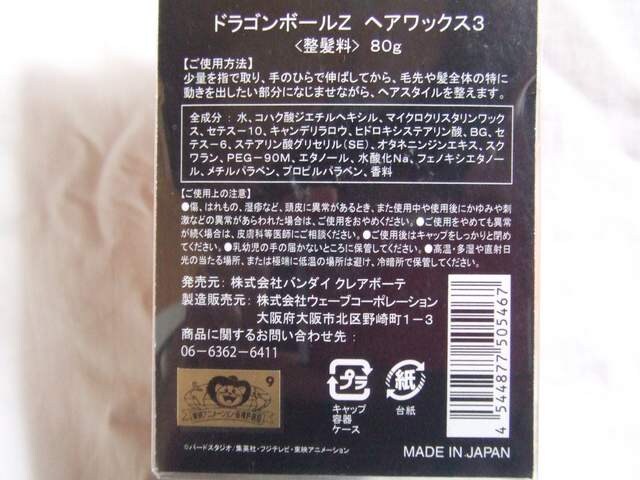 ドラゴンボールZ ヘアワックス3
〈整髪料〉 80g
【ご使用方法】
少量を指で取り、手のひらで伸ばしてから、毛先や髪全体の特に
動きを出したい部分になじませながら、ヘアスタイルを整えます。
全成分：水、コハク酸ジエチルヘキシル、マイクロクリスタリンワッ
クス、セテス-10、キャンデリラロウ、ヒドロキシステアリン酸、BG、セ
テス-6、ステアリン酸グリセリル(SE)、オタネニンジンエキス、スク
ワラン、PEG-90M、エタノール、水酸化Na、フェノキシエタノー
ル、メチルパラベン、プロピルパラベン、香料
【ご使用上の注意】
●傷、はれもの、湿疹など、頭皮に異常があるとき、また使用中や使用後にかゆみや刺
激などの異常があらわれた場合は、ご使用をおやめください。●ご使用をやめても異常
が続く場合は、皮膚科等医師にご相談ください。●ご使用後はキャップをしっかりと閉め
てください。●乳幼児の手の届かないところに保管してください。●高温・多湿や直射日
光の当たる場所、または極端に低温の場所は避け、冷暗所で保管してください。
発売元：株式会社バンダイ クレアボーテ
製造販売元：株式会社ウェーブコーポレーション
大阪府大阪市北区野崎町1-3
商品に関するお問い合わせ先：
06-6362-6411
プラ
キャップ
容器
ケース
紙
台紙
4 544877 505467
9
©バードスタジオ/集英社・フジテレビ・東映アニメーション
MADE IN JAPAN